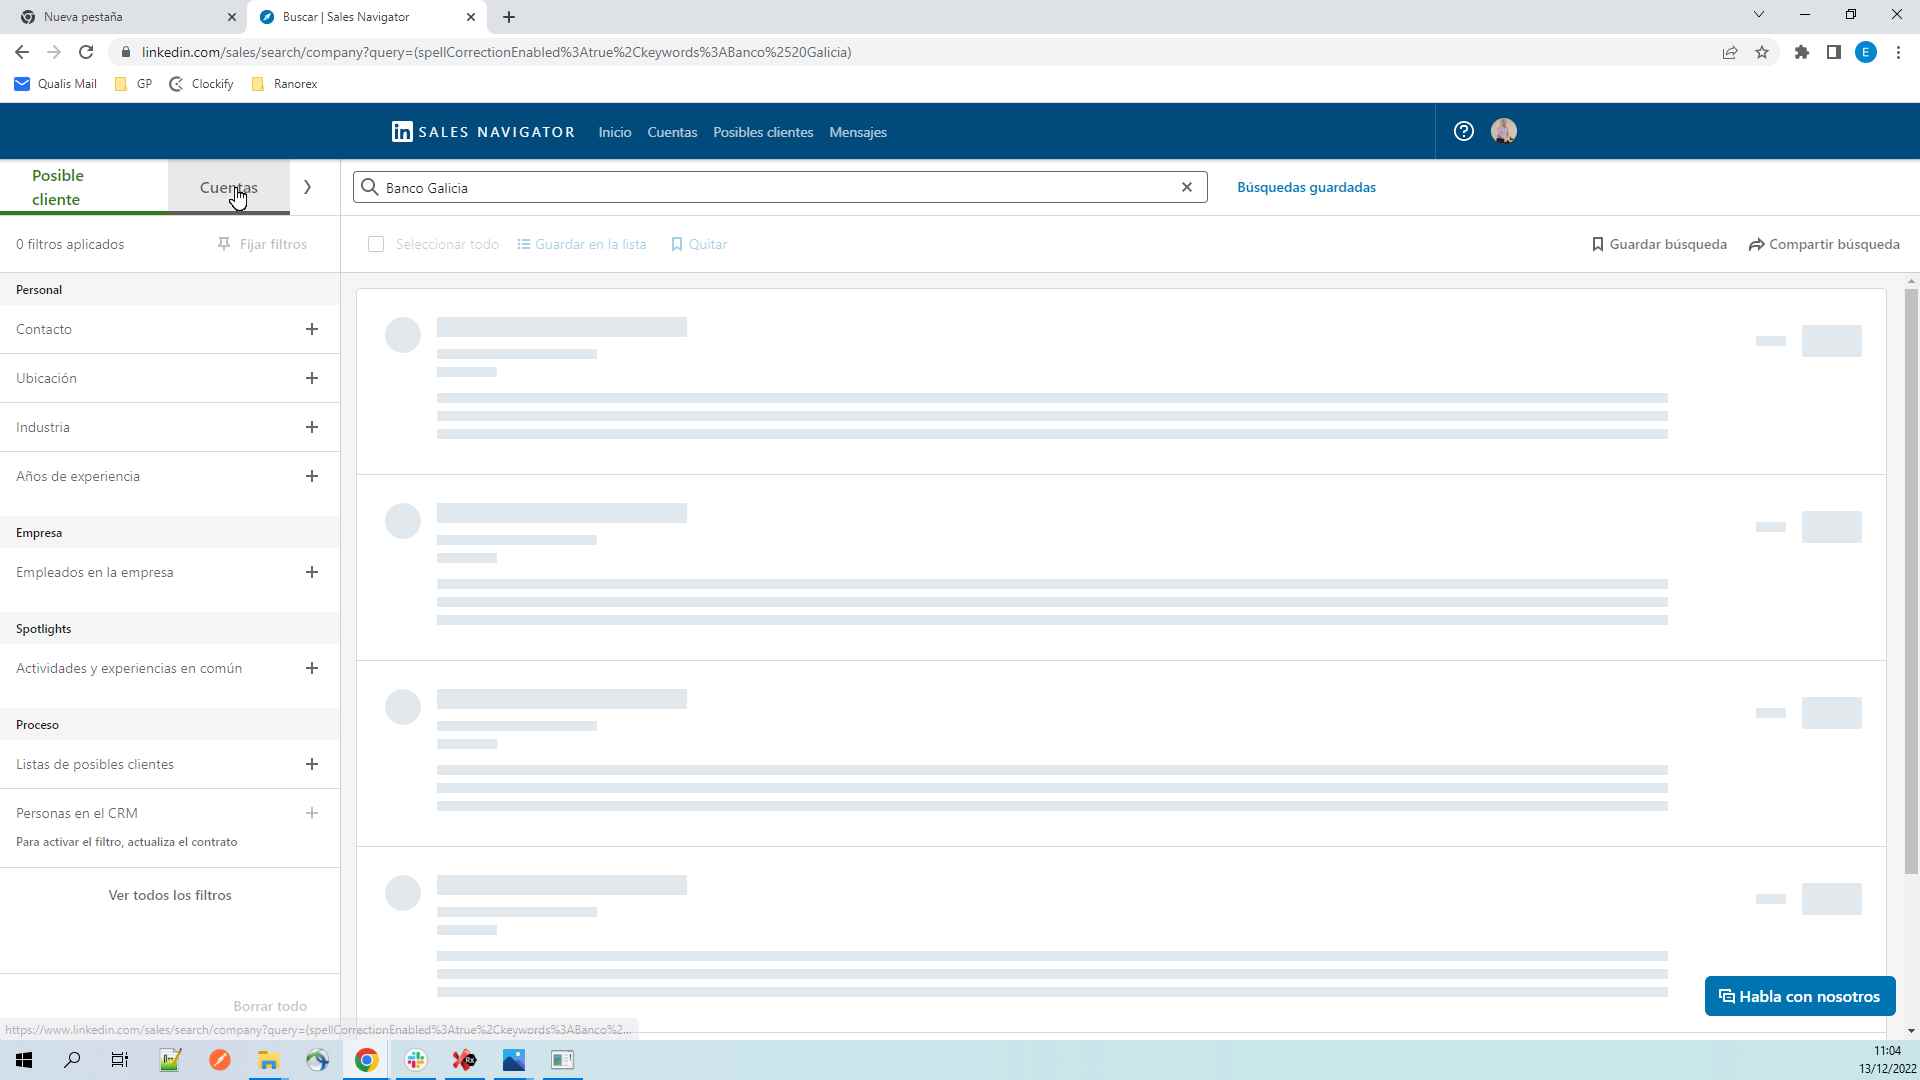 Nueva pestaña
Buscar | Sales Navigator
linkedin.com/sales/search/company?query=(spellCorrectionEnabled%3Atrue%2Ckeywords%3ABanco%2520Galicia)
E
Qualis Mail
GP
Clockify
Ranorex
in SALES NAVIGATOR
Inicio
Cuentas
Posibles clientes
Mensajes
Posible cliente
Cuentas
Banco Galicia
Búsquedas guardadas
0 filtros aplicados
Fijar filtros
Seleccionar todo
Guardar en la lista
Quitar
Guardar búsqueda
Compartir búsqueda
Personal
Contacto
Ubicación
Industria
Años de experiencia
Empresa
Empleados en la empresa
Spotlights
Actividades y experiencias en común
Proceso
Listas de posibles clientes
Personas en el CRM
Para activar el filtro, actualiza el contrato
Ver todos los filtros
Borrar todo
Habla con nosotros
https://www.linkedin.com/sales/search/company?query=(spellCorrectionEnabled%3Atrue%2Ckeywords%3ABanco%2...
11:04
13/12/2022